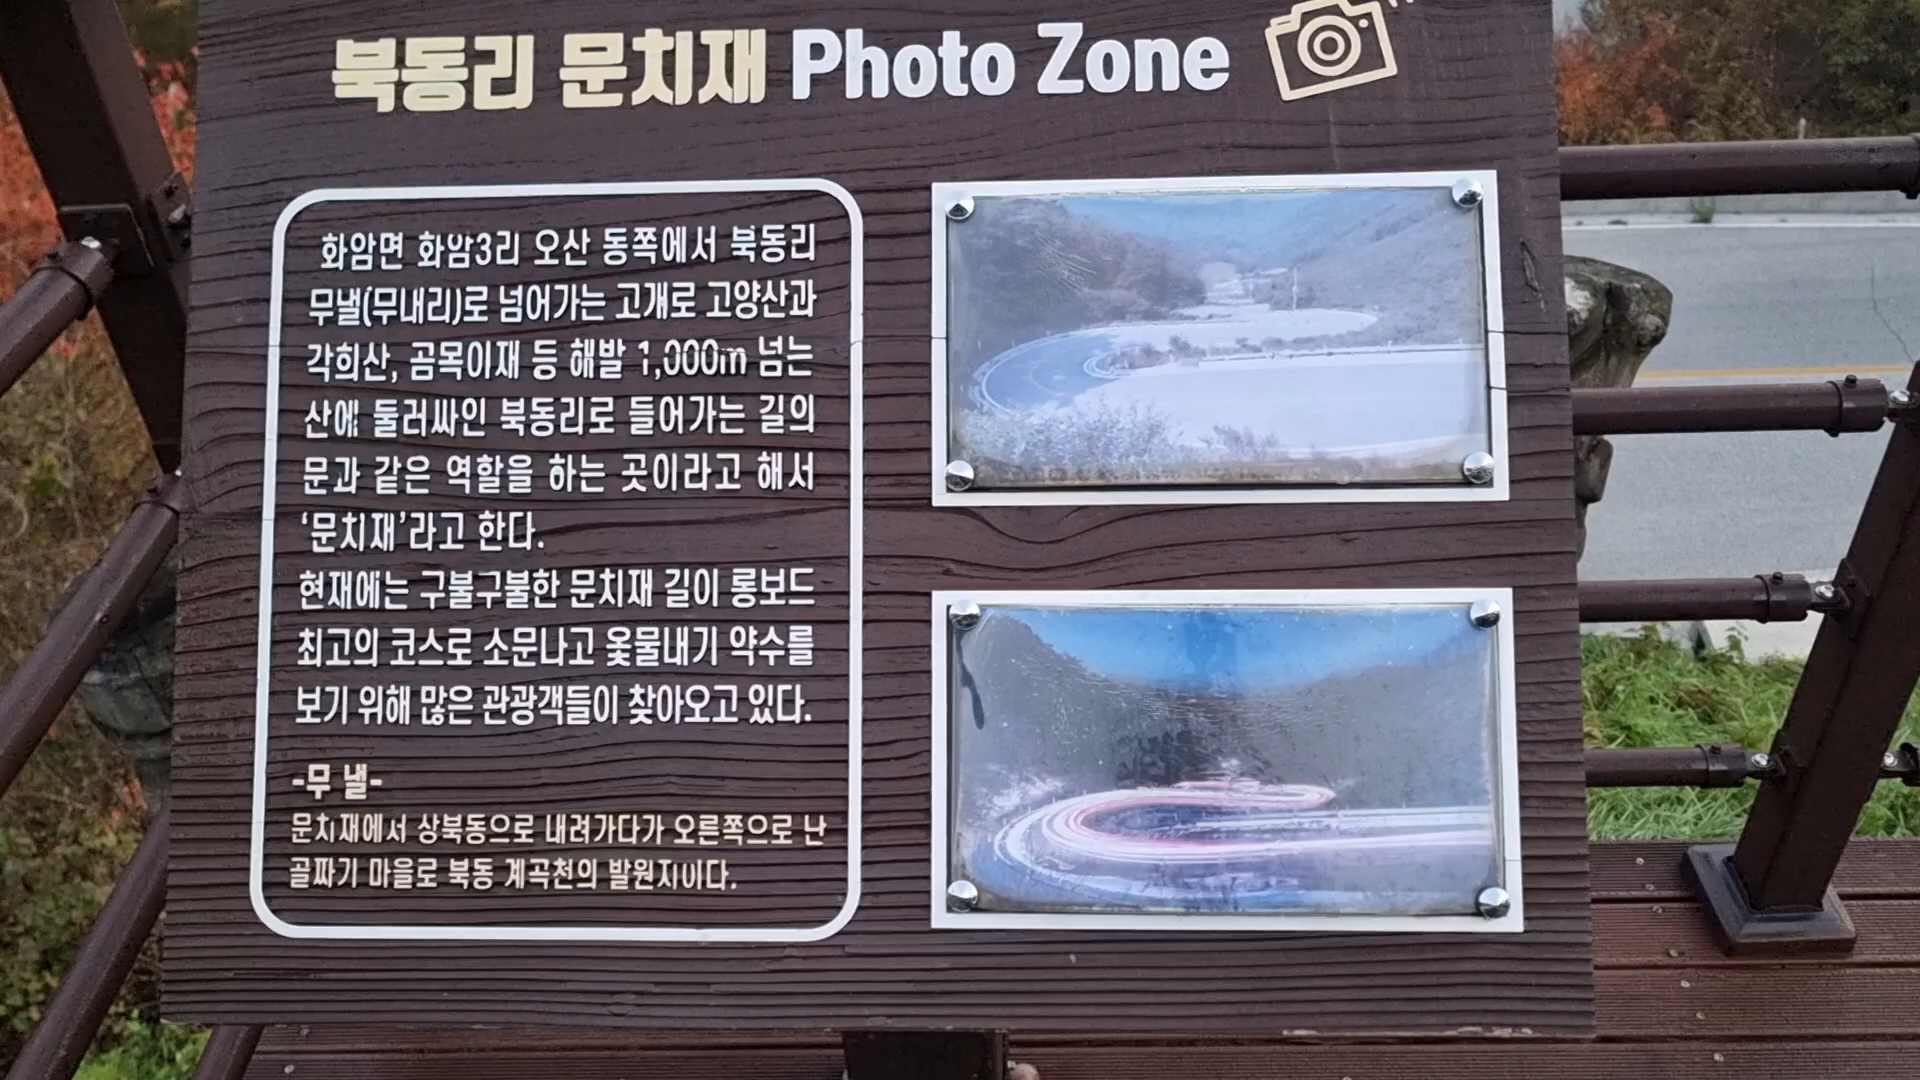 북동리 문치재 Photo Zone
화암면 화암3리 오산 동쪽에서 북동리
무낼(무내리)로 넘어가는 고개로 고양산과
각희산, 곰목이재 등 해발 1,000m 넘는
산에 둘러싸인 북동리로 들어가는 길의
문과 같은 역할을 하는 곳이라고 해서
‘문치재’라고 한다.
현재에는 구불구불한 문치재 길이 롱보드
최고의 코스로 소문나고 옻물내기 약수를
보기 위해 많은 관광객들이 찾아오고 있다.
-무 낼-
문치재에서 상북동으로 내려가다가 오른쪽으로 난
골짜기 마을로 북동 계곡천의 발원지이다.